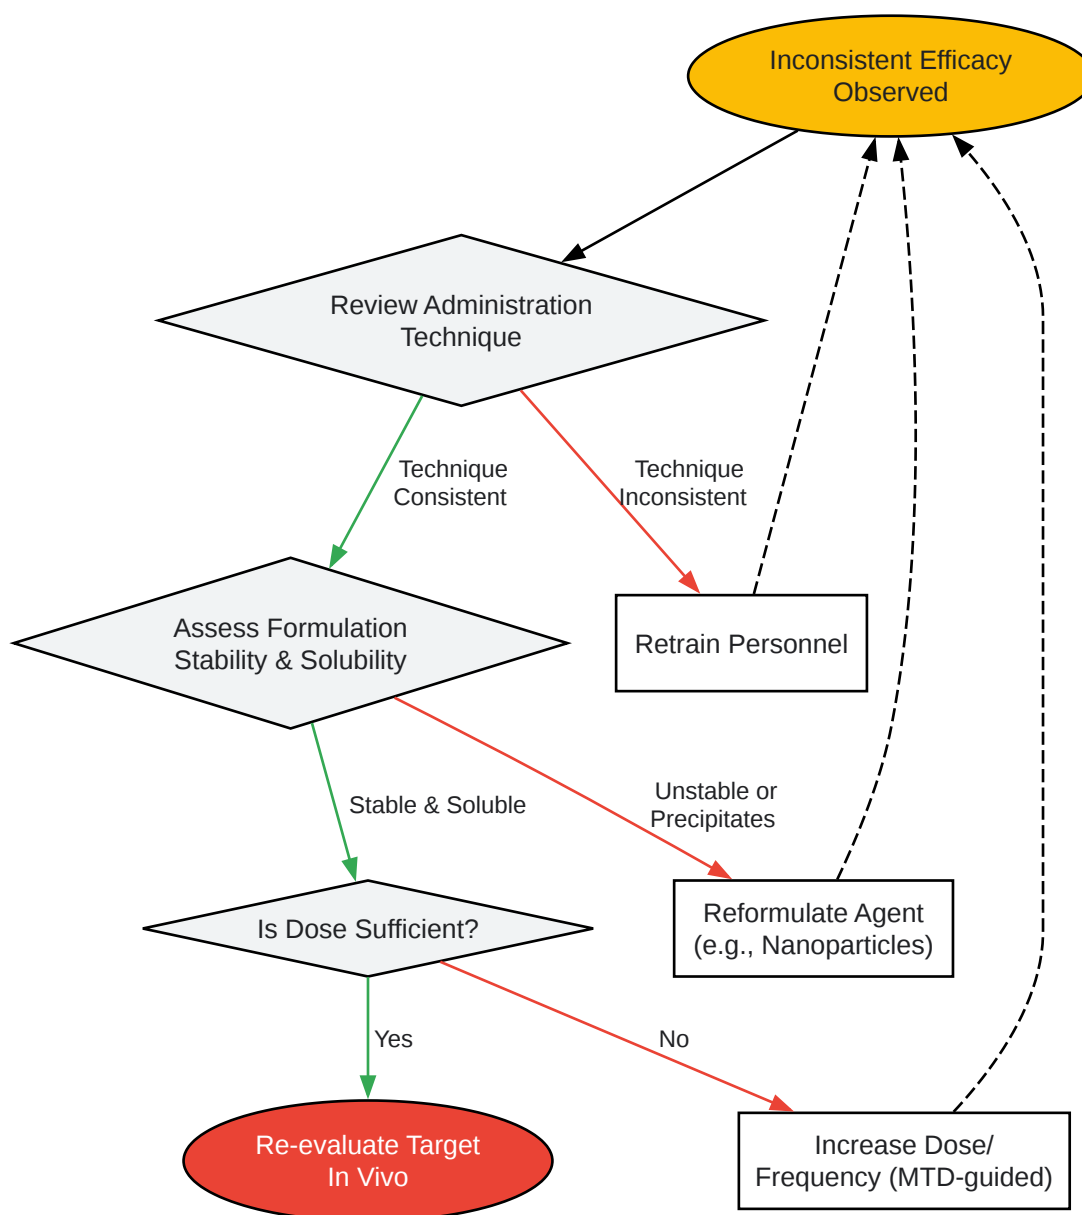 Inconsistent Efficacy
Observed
Review Administration
Technique
Technique
Consistent
Technique
Inconsistent
Assess Formulation
Stability & Solubility
Retrain Personnel
Stable & Soluble
Unstable or
Precipitates
Is Dose Sufficient?
Reformulate Agent
(e.g., Nanoparticles)
Yes
No
Re-evaluate Target
In Vivo
Increase Dose/
Frequency (MTD-guided)